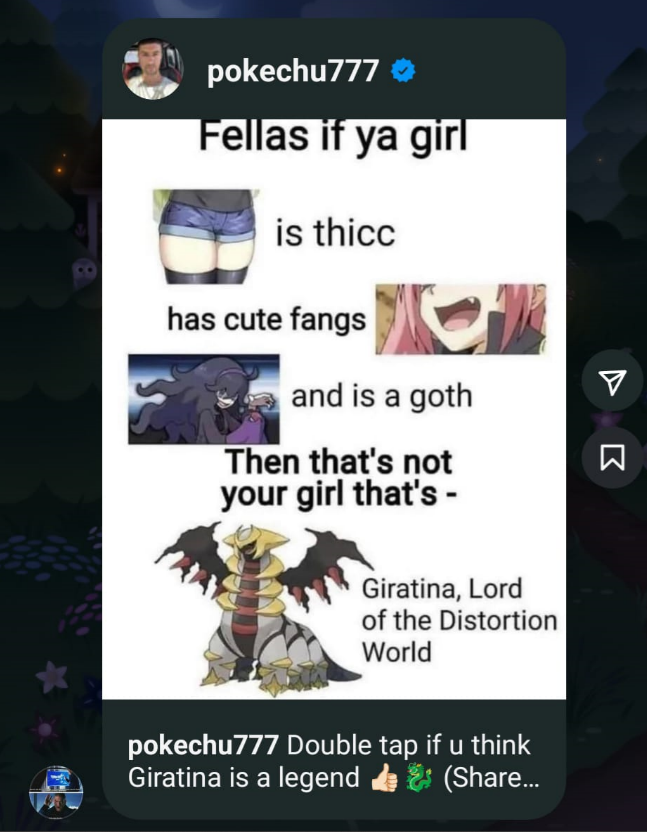 pokechu777
Fellas if ya girl
is thicc
has cute fangs
and is a goth
Then that's not
your girl that's -
Giratina, Lord
of the Distortion
World
pokechu777 Double tap if u think
Giratina is a legend 👍🏻 🐉 (Share...